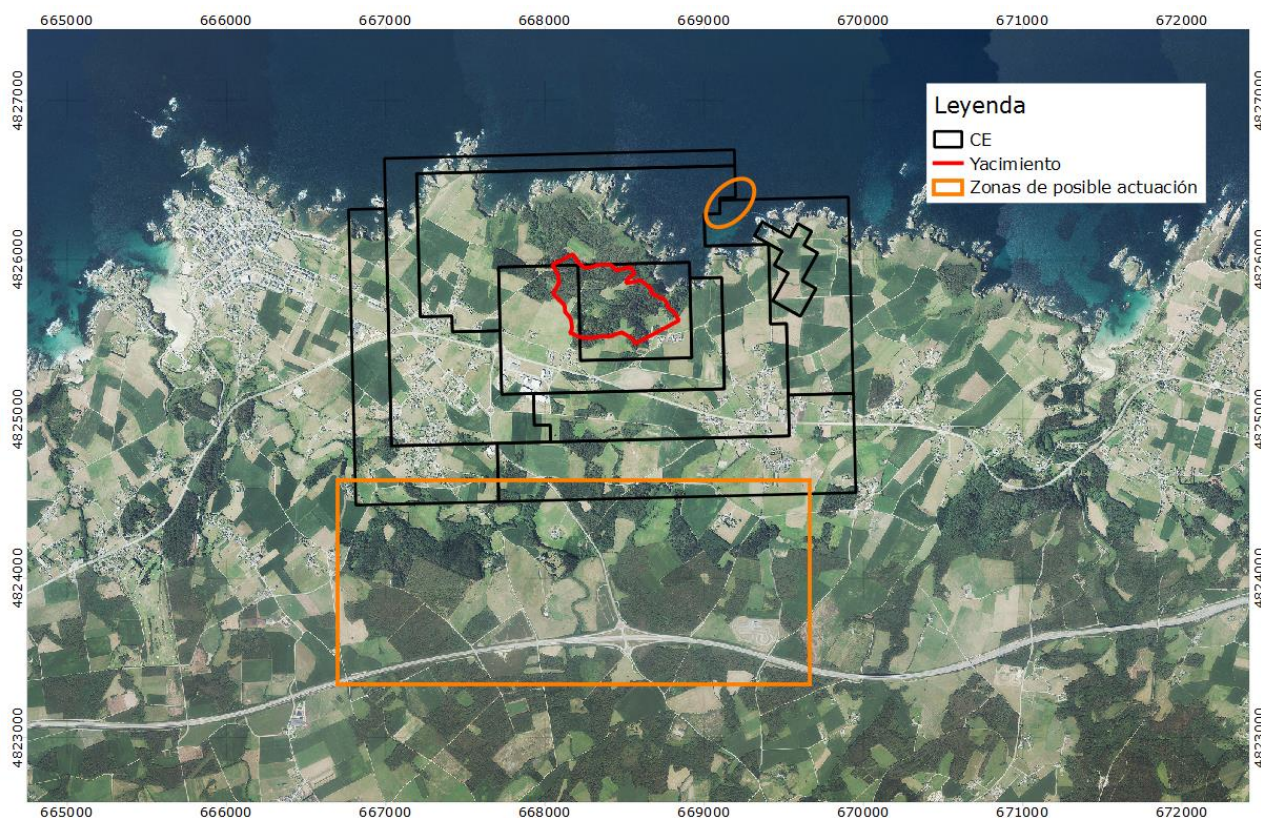 665000 666000 667000 668000 669000 670000 671000 672000
4827000 4827000
Leyenda
CE
Yacimiento
Zonas de posible actuación
4826000 4826000
4825000 4825000
4824000 4824000
4823000 4823000
665000 666000 667000 668000 669000 670000 671000 672000